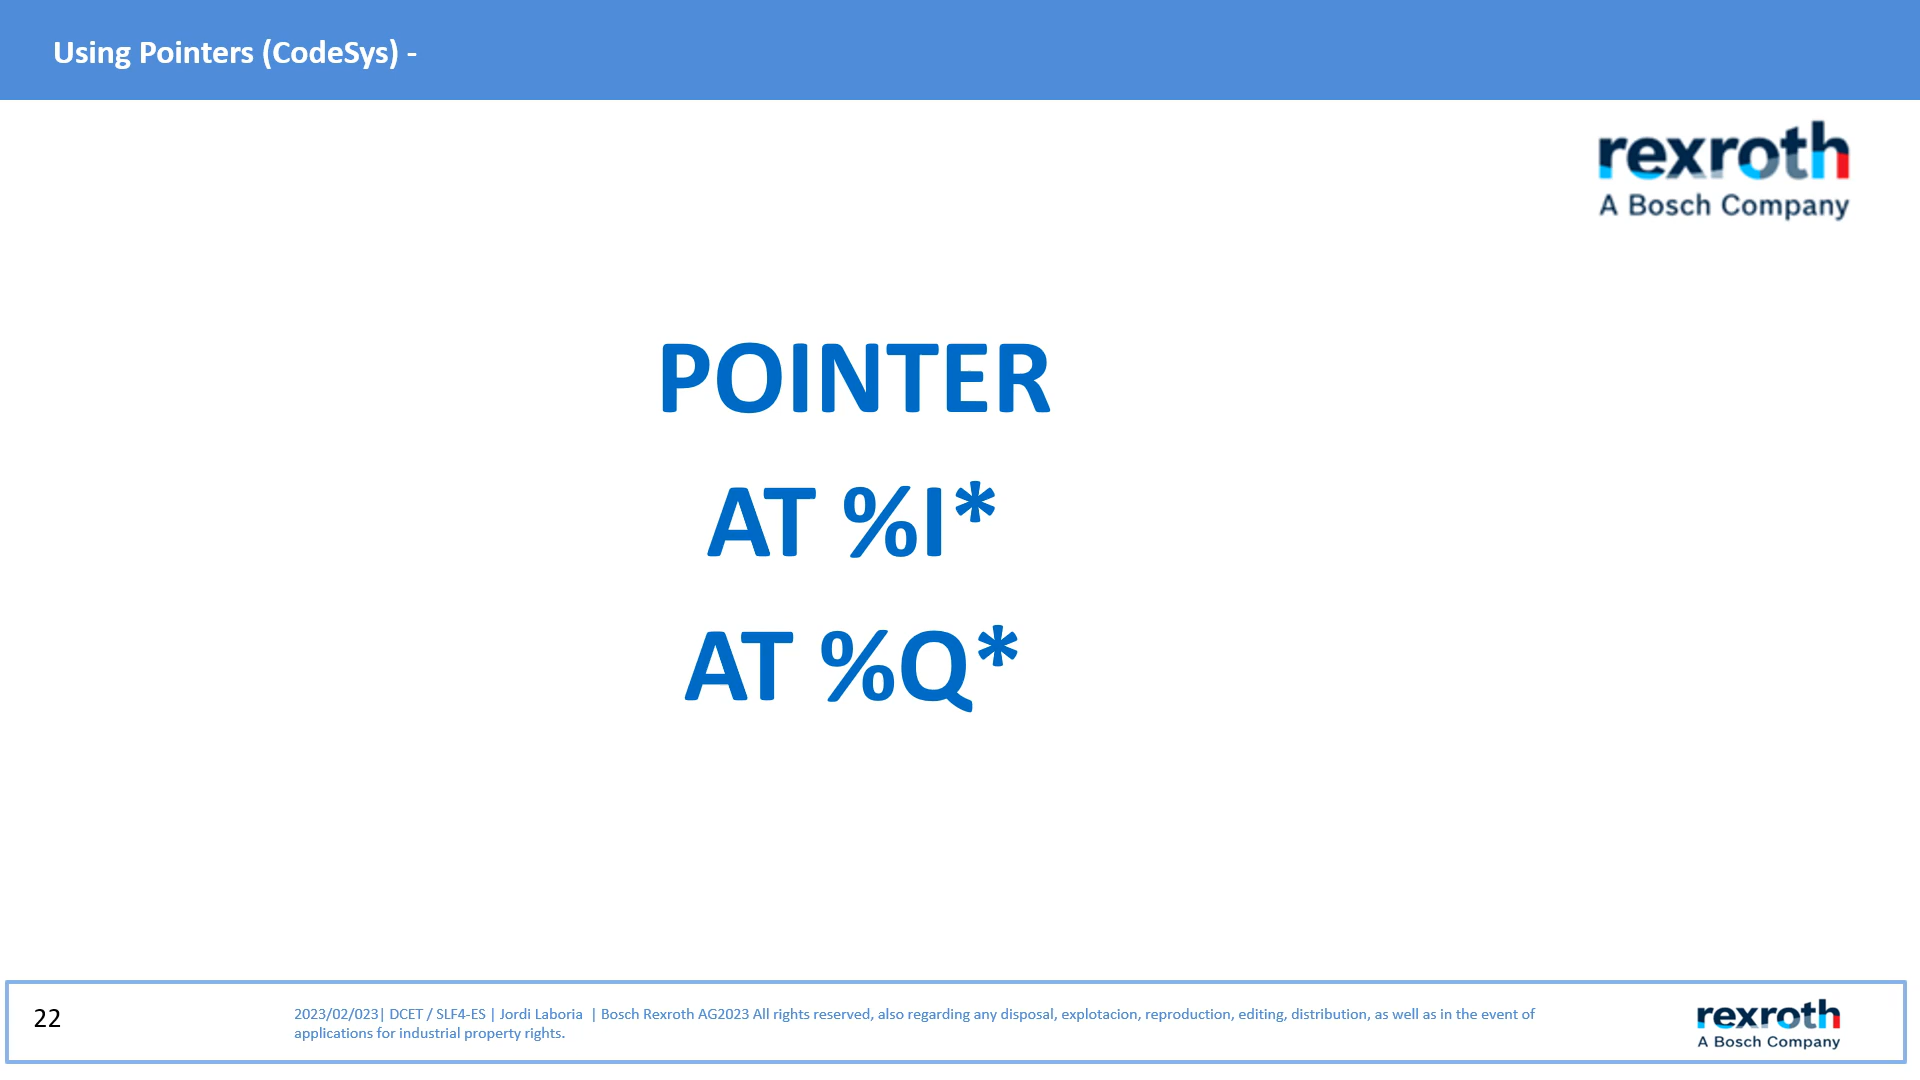 Using Pointers (CodeSys) -
rexroth
A Bosch Company
POINTER
AT %I*
AT %Q*
22
2023/02/023| DCET / SLF4-ES | Jordi Laboria | Bosch Rexroth AG2023 All rights reserved, also regarding any disposal, explotacion, reproduction, editing, distribution, as well as in the event of
applications for industrial property rights.
rexroth
A Bosch Company